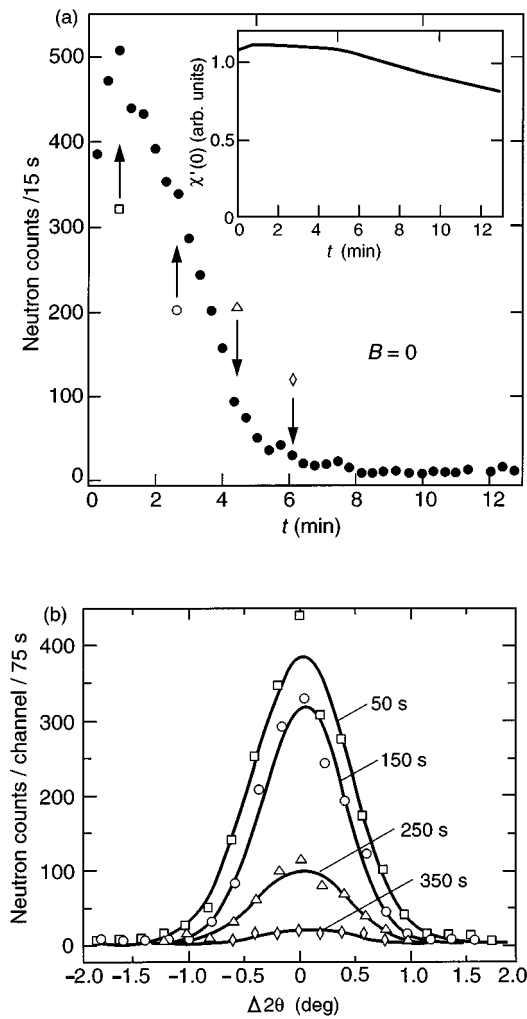 (a)
500
400
300
200
100
0
Neutron counts /15 s
0
2
4
6
8
10
12
t (min)
B = 0
1.0
0.5
0
χ'(0) (arb. units)
0
2
4
6
8
10
12
t (min)
(b)
400
300
200
100
0
Neutron counts / channel / 75 s
50 s
150 s
250 s
350 s
−2.0
−1.5
−1.0
−0.5
0
0.5
1.0
1.5
2.0
Δ2θ (deg)